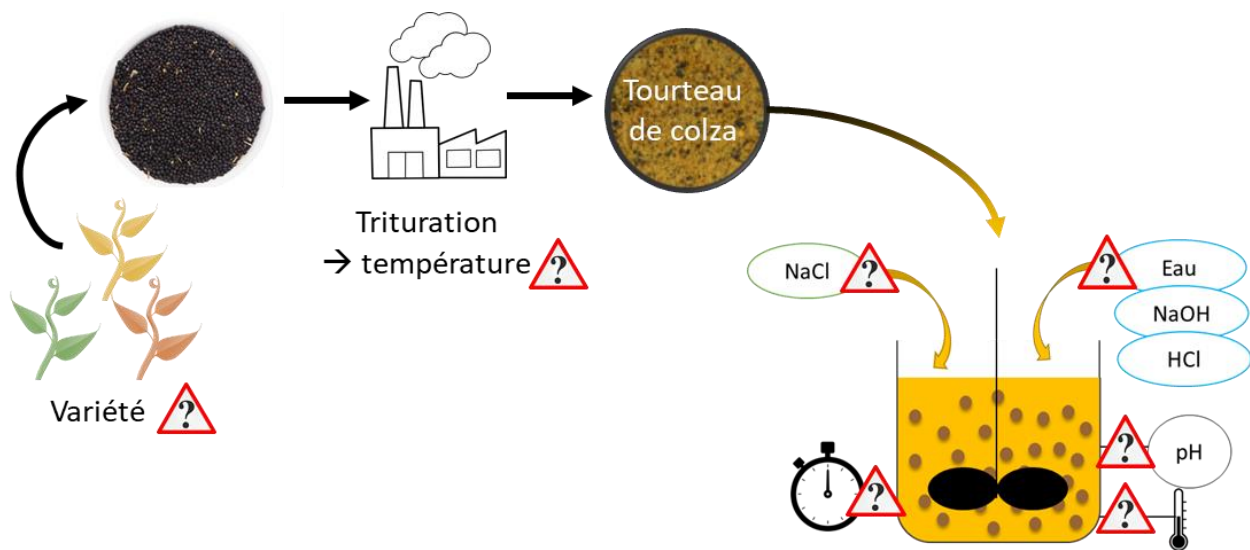 Tourteau
de colza
Trituration
→ température ?
Variété ?
NaCl ?
? Eau
NaOH
HCl
? pH
?
?